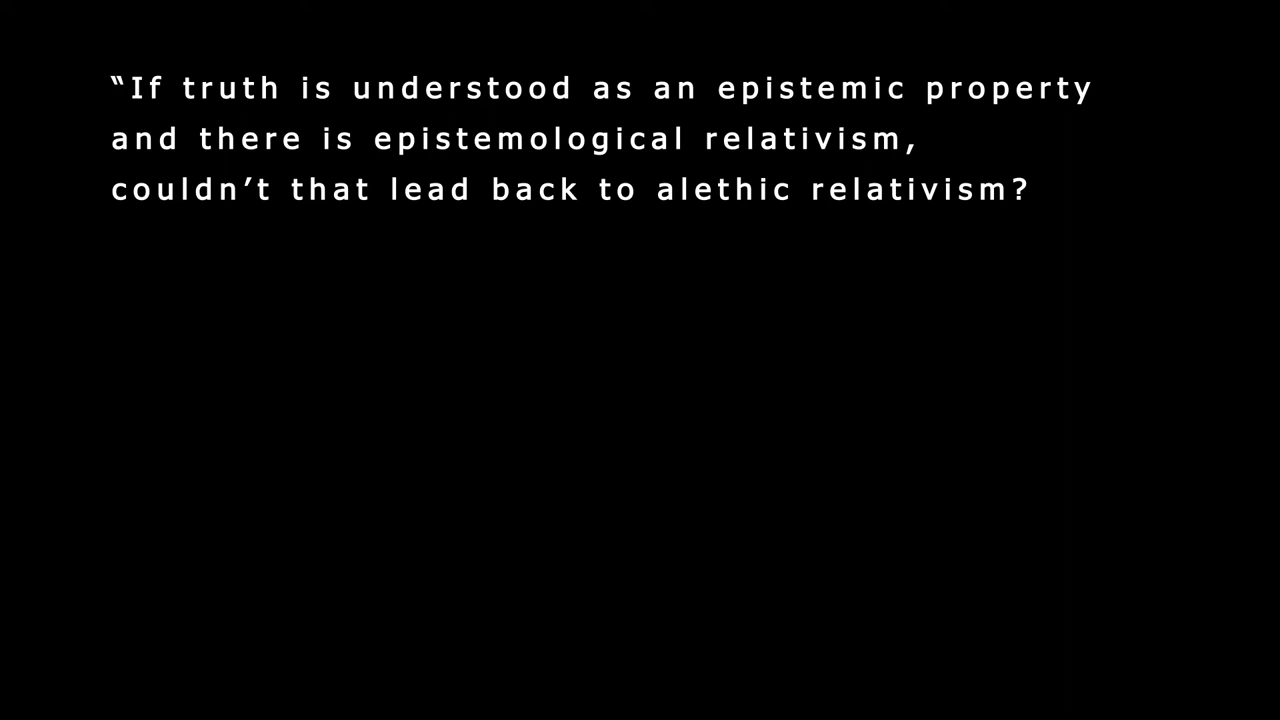 “If truth is understood as an epistemic property
and there is epistemological relativism,
couldn’t that lead back to alethic relativism?